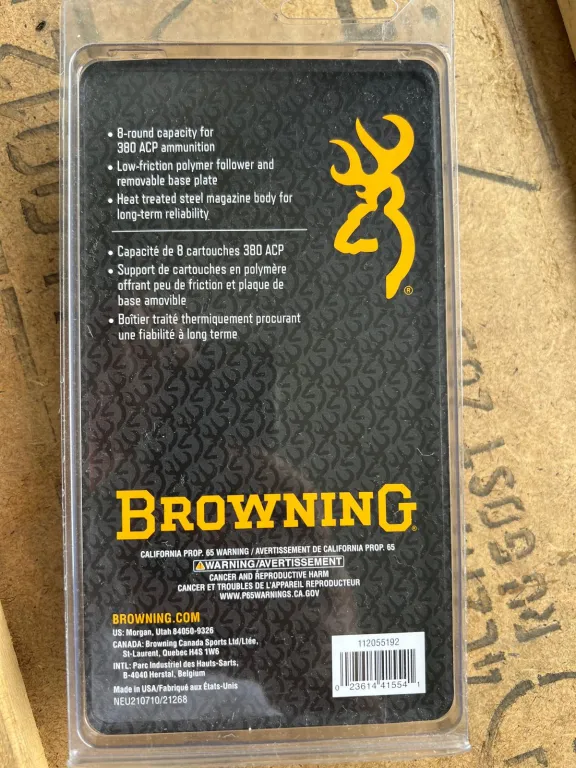 • 8-round capacity for
380 ACP ammunition
• Low-friction polymer follower and
removable base plate
• Heat treated steel magazine body for
long-term reliability
• Capacité de 8 cartouches 380 ACP
• Support de cartouches en polymère
offrant peu de friction et plaque de
base amovible
• Boîtier traité thermiquement procurant
une fiabilité à long terme
®
BROWNING®
CALIFORNIA PROP. 65 WARNING / AVERTISSEMENT DE CALIFORNIA PROP. 65
⚠WARNING/AVERTISSEMENT
CANCER AND REPRODUCTIVE HARM
CANCER ET TROUBLES DE L'APPAREIL REPRODUCTEUR
WWW.P65WARNINGS.CA.GOV
BROWNING.COM
US: Morgan, Utah 84050-9326
CANADA: Browning Canada Sports Ltd/Ltée,
St-Laurent, Quebec H4S 1W6
INTL: Parc Industriel des Hauts-Sarts,
B-4040 Herstal, Belgium
Made in USA/Fabriqué aux États-Unis
NEU210710/21268
112055192
0 23614 41554 1